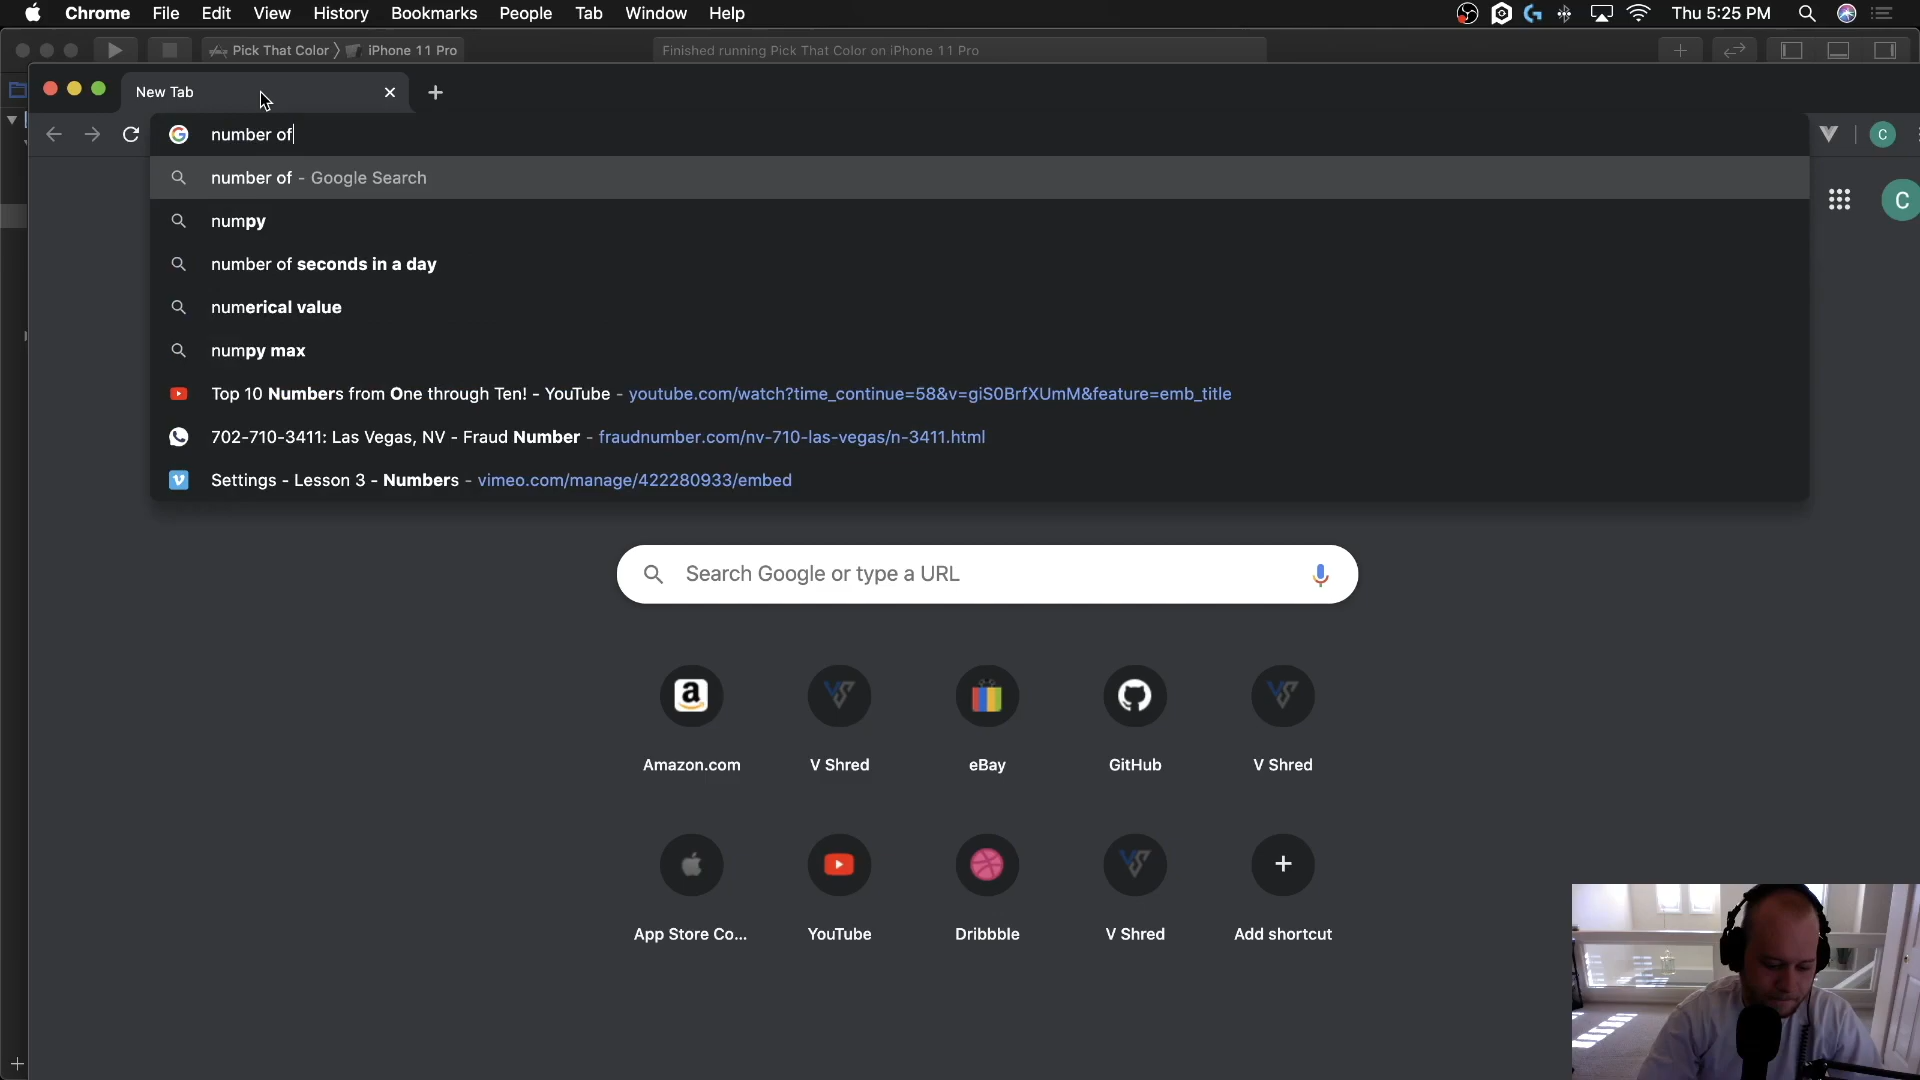 Chrome File Edit View History Bookmarks People Tab Window Help Thu 5:25 PM
Pick That Color iPhone 11 Pro Finished running Pick That Color on iPhone 11 Pro
New Tab
number of
C
number of - Google Search
C
numpy
number of seconds in a day
numerical value
numpy max
Top 10 Numbers from One through Ten! - YouTube - youtube.com/watch?time_continue=58&v=giS0BrfXUmM&feature=emb_title
702-710-3411: Las Vegas, NV - Fraud Number - fraudnumber.com/nv-710-las-vegas/n-3411.html
Settings - Lesson 3 - Numbers - vimeo.com/manage/422280933/embed
Search Google or type a URL
Amazon.com V Shred eBay GitHub V Shred
App Store Co... YouTube Dribbble V Shred Add shortcut